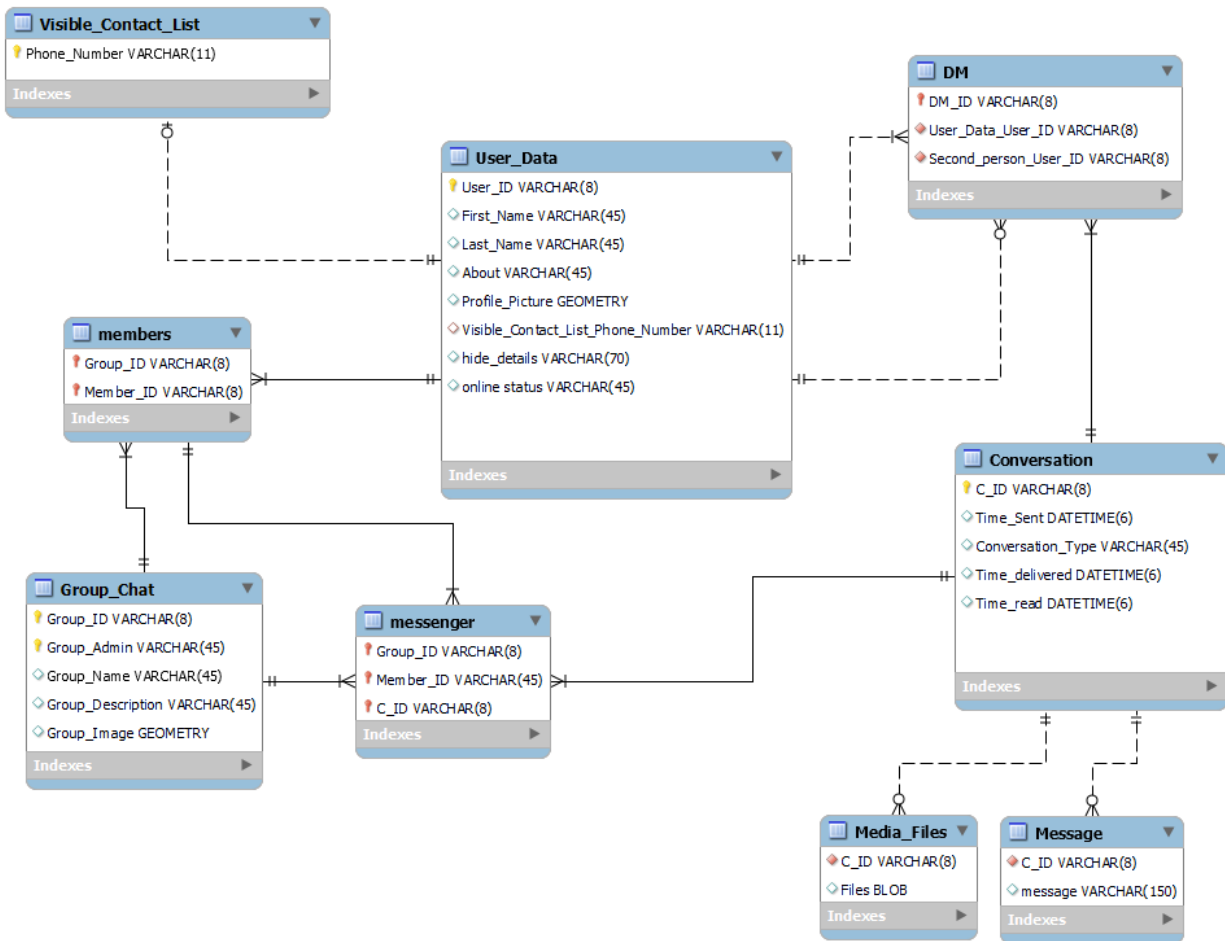 Visible_Contact_List
Phone_Number VARCHAR(11)
Indexes
DM
DM_ID VARCHAR(8)
User_Data_User_ID VARCHAR(8)
Second_person_User_ID VARCHAR(8)
Indexes
User_Data
User_ID VARCHAR(8)
First_Name VARCHAR(45)
Last_Name VARCHAR(45)
About VARCHAR(45)
Profile_Picture GEOMETRY
Visible_Contact_List_Phone_Number VARCHAR(11)
hide_details VARCHAR(70)
online status VARCHAR(45)
Indexes
members
Group_ID VARCHAR(8)
Member_ID VARCHAR(8)
Indexes
Conversation
C_ID VARCHAR(8)
Time_Sent DATETIME(6)
Conversation_Type VARCHAR(45)
Time_delivered DATETIME(6)
Time_read DATETIME(6)
Indexes
Group_Chat
Group_ID VARCHAR(8)
Group_Admin VARCHAR(45)
Group_Name VARCHAR(45)
Group_Description VARCHAR(45)
Group_Image GEOMETRY
Indexes
messenger
Group_ID VARCHAR(8)
Member_ID VARCHAR(45)
C_ID VARCHAR(8)
Indexes
Media_Files
C_ID VARCHAR(8)
Files BLOB
Indexes
Message
C_ID VARCHAR(8)
message VARCHAR(150)
Indexes